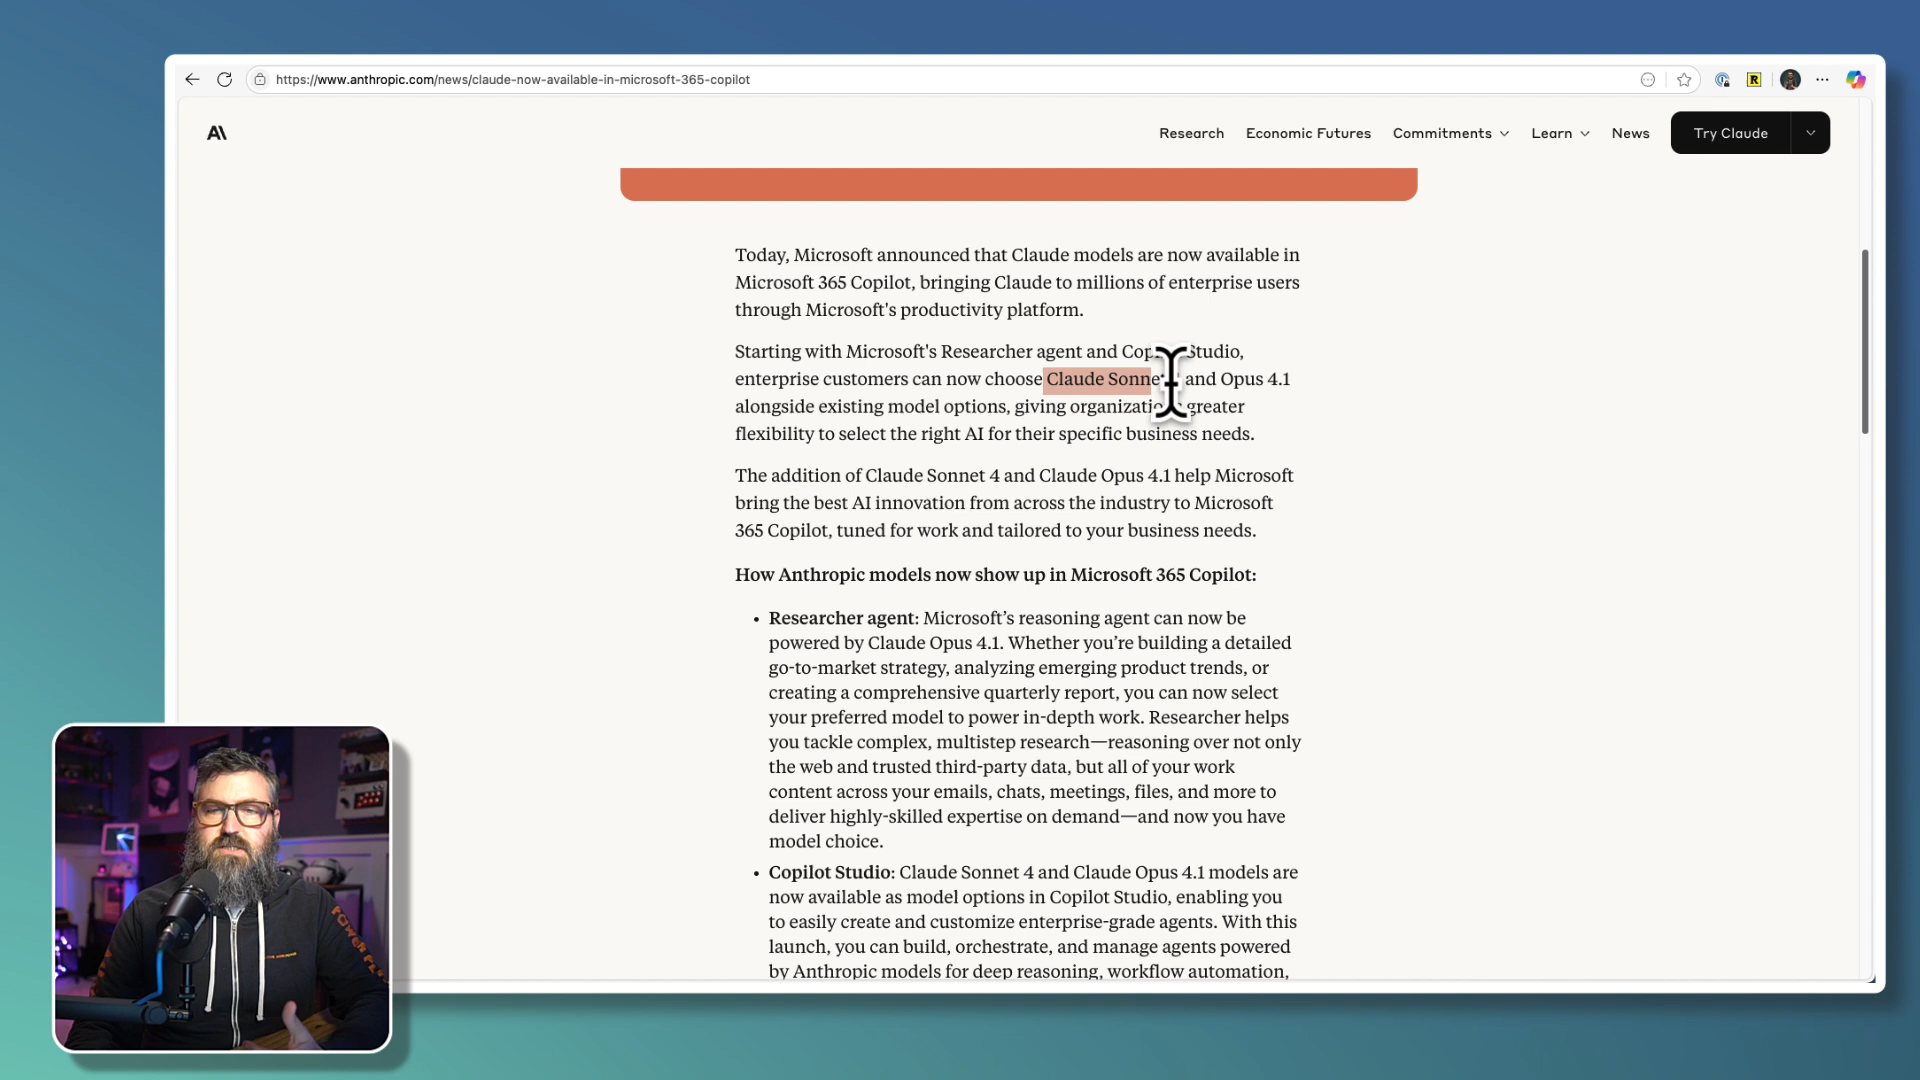 https://www.anthropic.com/news/claude-now-available-in-microsoft-365-copilot
Research
Economic Futures
Commitments
Learn
News
Try Claude
Today, Microsoft announced that Claude models are now available in
Microsoft 365 Copilot, bringing Claude to millions of enterprise users
through Microsoft's productivity platform.
Starting with Microsoft's Researcher agent and Cop Studio,
enterprise customers can now choose Claude Sonne and Opus 4.1
alongside existing model options, giving organizatio greater
flexibility to select the right AI for their specific business needs.
The addition of Claude Sonnet 4 and Claude Opus 4.1 help Microsoft
bring the best AI innovation from across the industry to Microsoft
365 Copilot, tuned for work and tailored to your business needs.
How Anthropic models now show up in Microsoft 365 Copilot:
• Researcher agent: Microsoft’s reasoning agent can now be
powered by Claude Opus 4.1. Whether you’re building a detailed
go-to-market strategy, analyzing emerging product trends, or
creating a comprehensive quarterly report, you can now select
your preferred model to power in-depth work. Researcher helps
you tackle complex, multistep research—reasoning over not only
the web and trusted third-party data, but all of your work
content across your emails, chats, meetings, files, and more to
deliver highly-skilled expertise on demand—and now you have
model choice.
• Copilot Studio: Claude Sonnet 4 and Claude Opus 4.1 models are
now available as model options in Copilot Studio, enabling you
to easily create and customize enterprise-grade agents. With this
launch, you can build, orchestrate, and manage agents powered
by Anthropic models for deep reasoning, workflow automation,